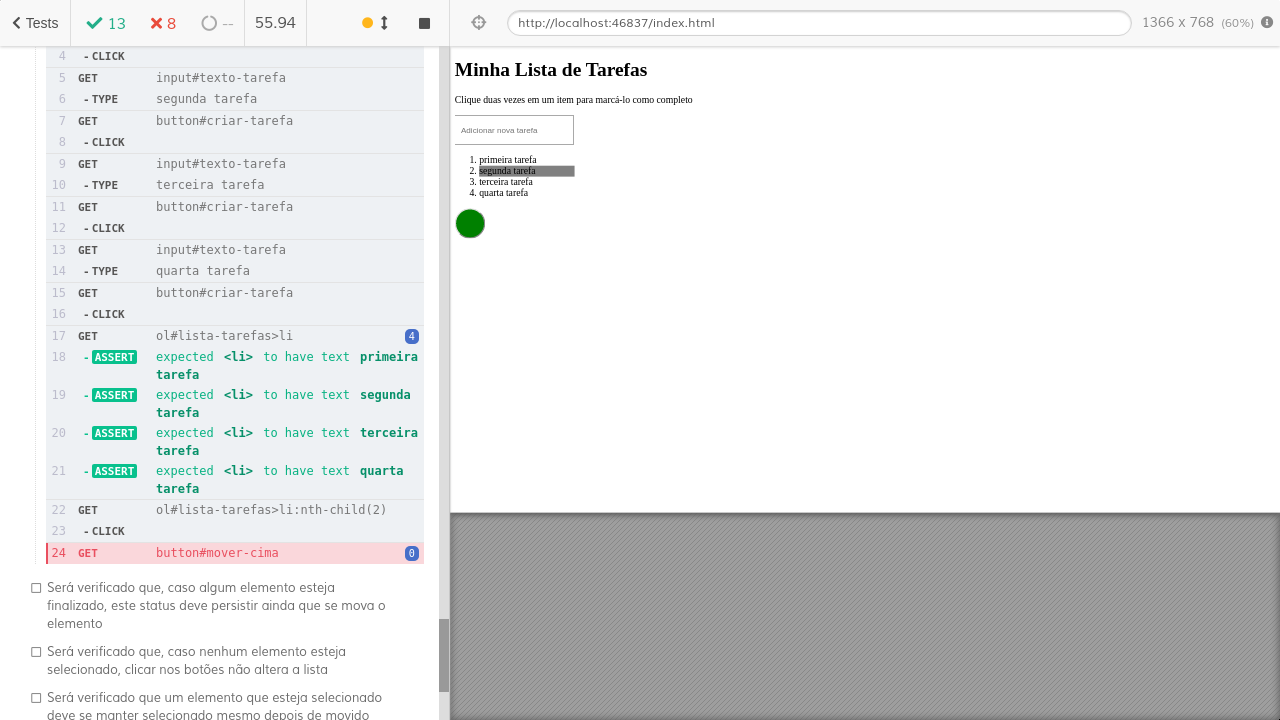 Tests 13 8 -- 55.94 http://localhost:46837/index.html 1366 x 768 (60%)
4 - CLICK
5 GET input#texto-tarefa
6 - TYPE segunda tarefa
7 GET button#criar-tarefa
8 - CLICK
9 GET input#texto-tarefa
10 - TYPE terceira tarefa
11 GET button#criar-tarefa
12 - CLICK
13 GET input#texto-tarefa
14 - TYPE quarta tarefa
15 GET button#criar-tarefa
16 - CLICK
17 GET ol#lista-tarefas>li 4
18 - ASSERT expected <li> to have text primeira
tarefa
19 - ASSERT expected <li> to have text segunda
tarefa
20 - ASSERT expected <li> to have text terceira
tarefa
21 - ASSERT expected <li> to have text quarta
tarefa
22 GET ol#lista-tarefas>li:nth-child(2)
23 - CLICK
24 GET button#mover-cima 0
Será verificado que, caso algum elemento esteja
finalizado, este status deve persistir ainda que se mova o
elemento
Será verificado que, caso nenhum elemento esteja
selecionado, clicar nos botões não altera a lista
Será verificado que um elemento que esteja selecionado
deve se manter selecionado mesmo depois de movido
Minha Lista de Tarefas
Clique duas vezes em um item para marcá-lo como completo
Adicionar nova tarefa
1. primeira tarefa
2. segunda tarefa
3. terceira tarefa
4. quarta tarefa